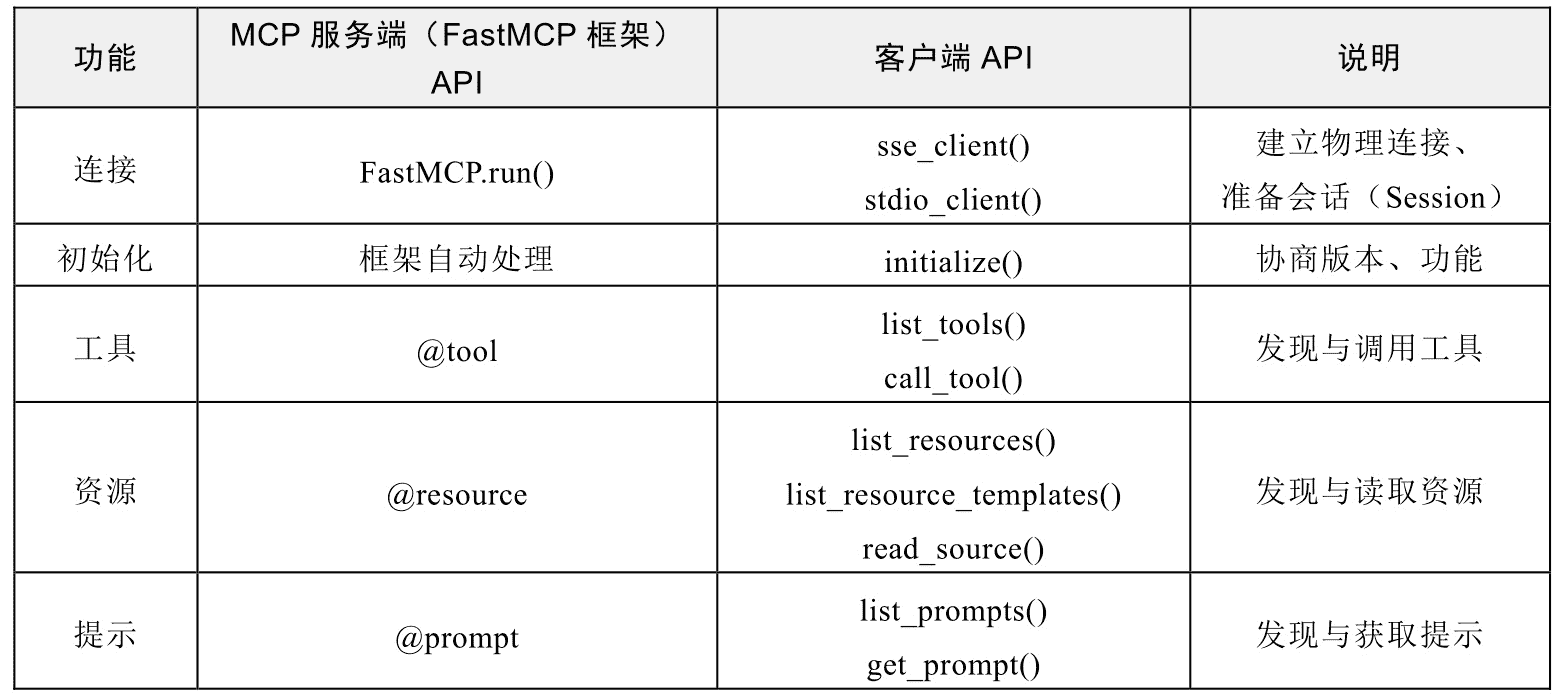 功能
MCP 服务端（FastMCP 框架）
API
客户端 API
说明
连接
FastMCP.run()
sse_client()
stdio_client()
建立物理连接、
准备会话（Session）
初始化
框架自动处理
initialize()
协商版本、功能
工具
@tool
list_tools()
call_tool()
发现与调用工具
资源
@resource
list_resources()
list_resource_templates()
read_source()
发现与读取资源
提示
@prompt
list_prompts()
get_prompt()
发现与获取提示